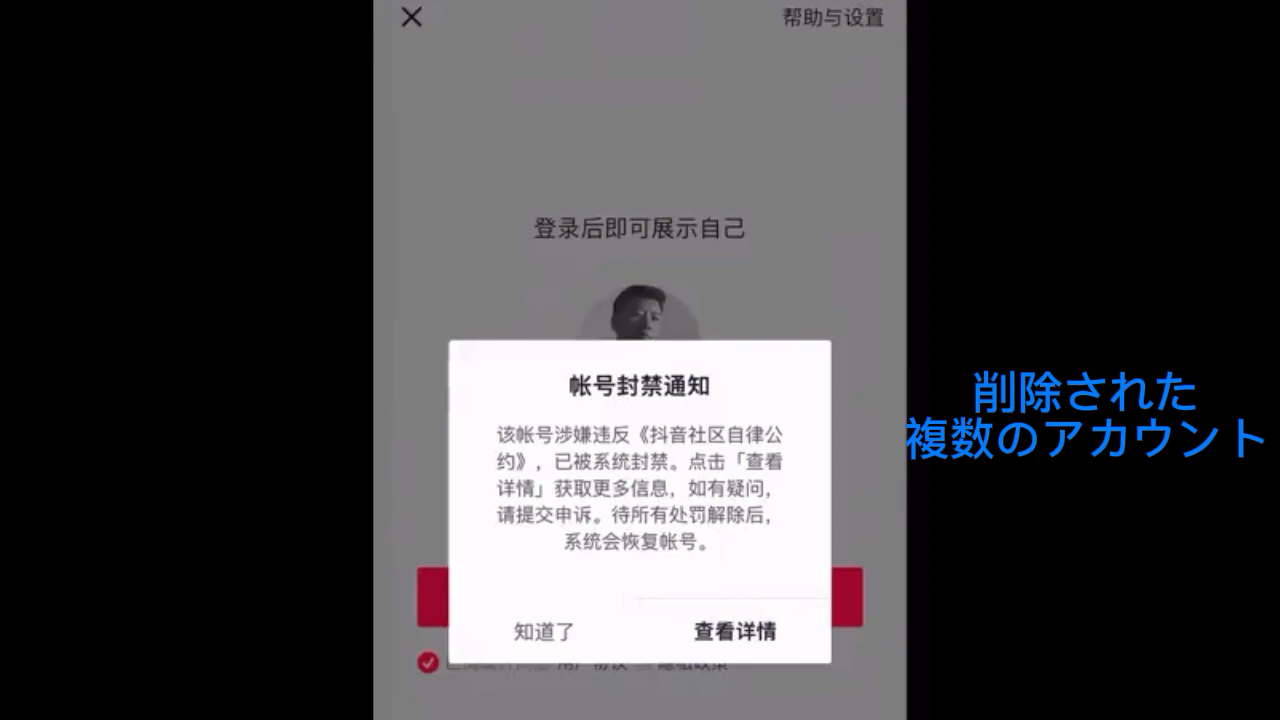 帮助与设置
登录后即可展示自己
帐号封禁通知
该帐号涉嫌违反《抖音社区自律公
约》，已被系统封禁。点击「查看
详情」获取更多信息，如有疑问，
请提交申诉。待所有处罚解除后，
系统会恢复帐号。
知道了
查看详情
削除された
複数のアカウント